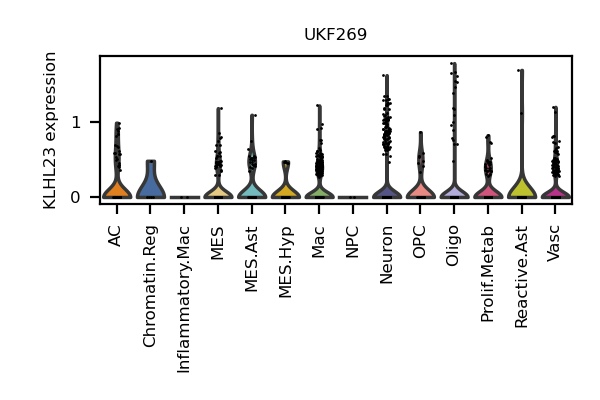 UKF269
KLHL23 expression
1
0
AC
Chromatin.Reg
Inflammatory.Mac
MES
MES.Ast
MES.Hyp
Mac
NPC
Neuron
OPC
Oligo
Prolif.Metab
Reactive.Ast
Vasc